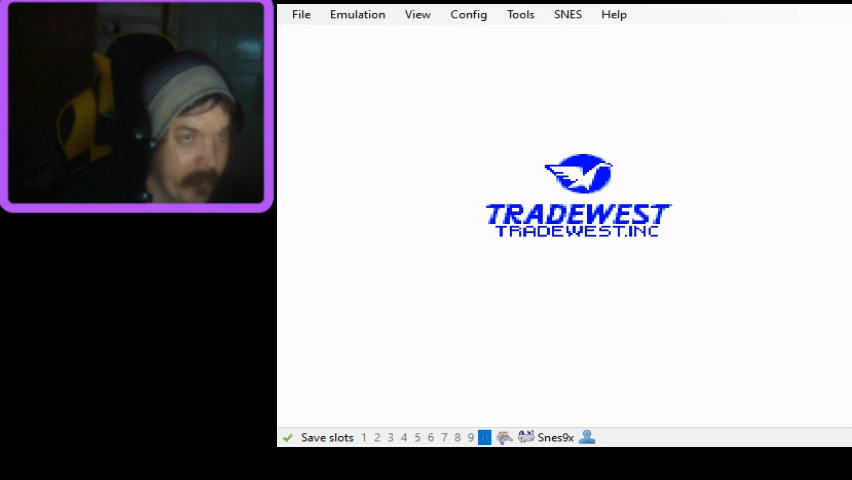 File Emulation View Config Tools SNES Help
TRADEWEST
TRADEWEST.INC
Save slots 1 2 3 4 5 6 7 8 9 0 Snes9x